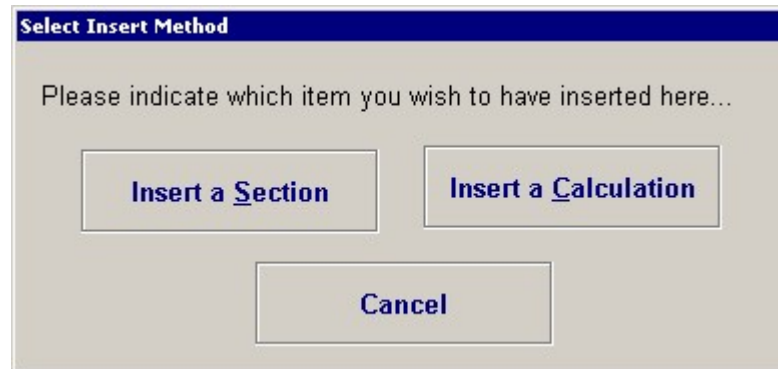 Select Insert Method
Please indicate which item you wish to have inserted here...
Insert a Section
Insert a Calculation
Cancel